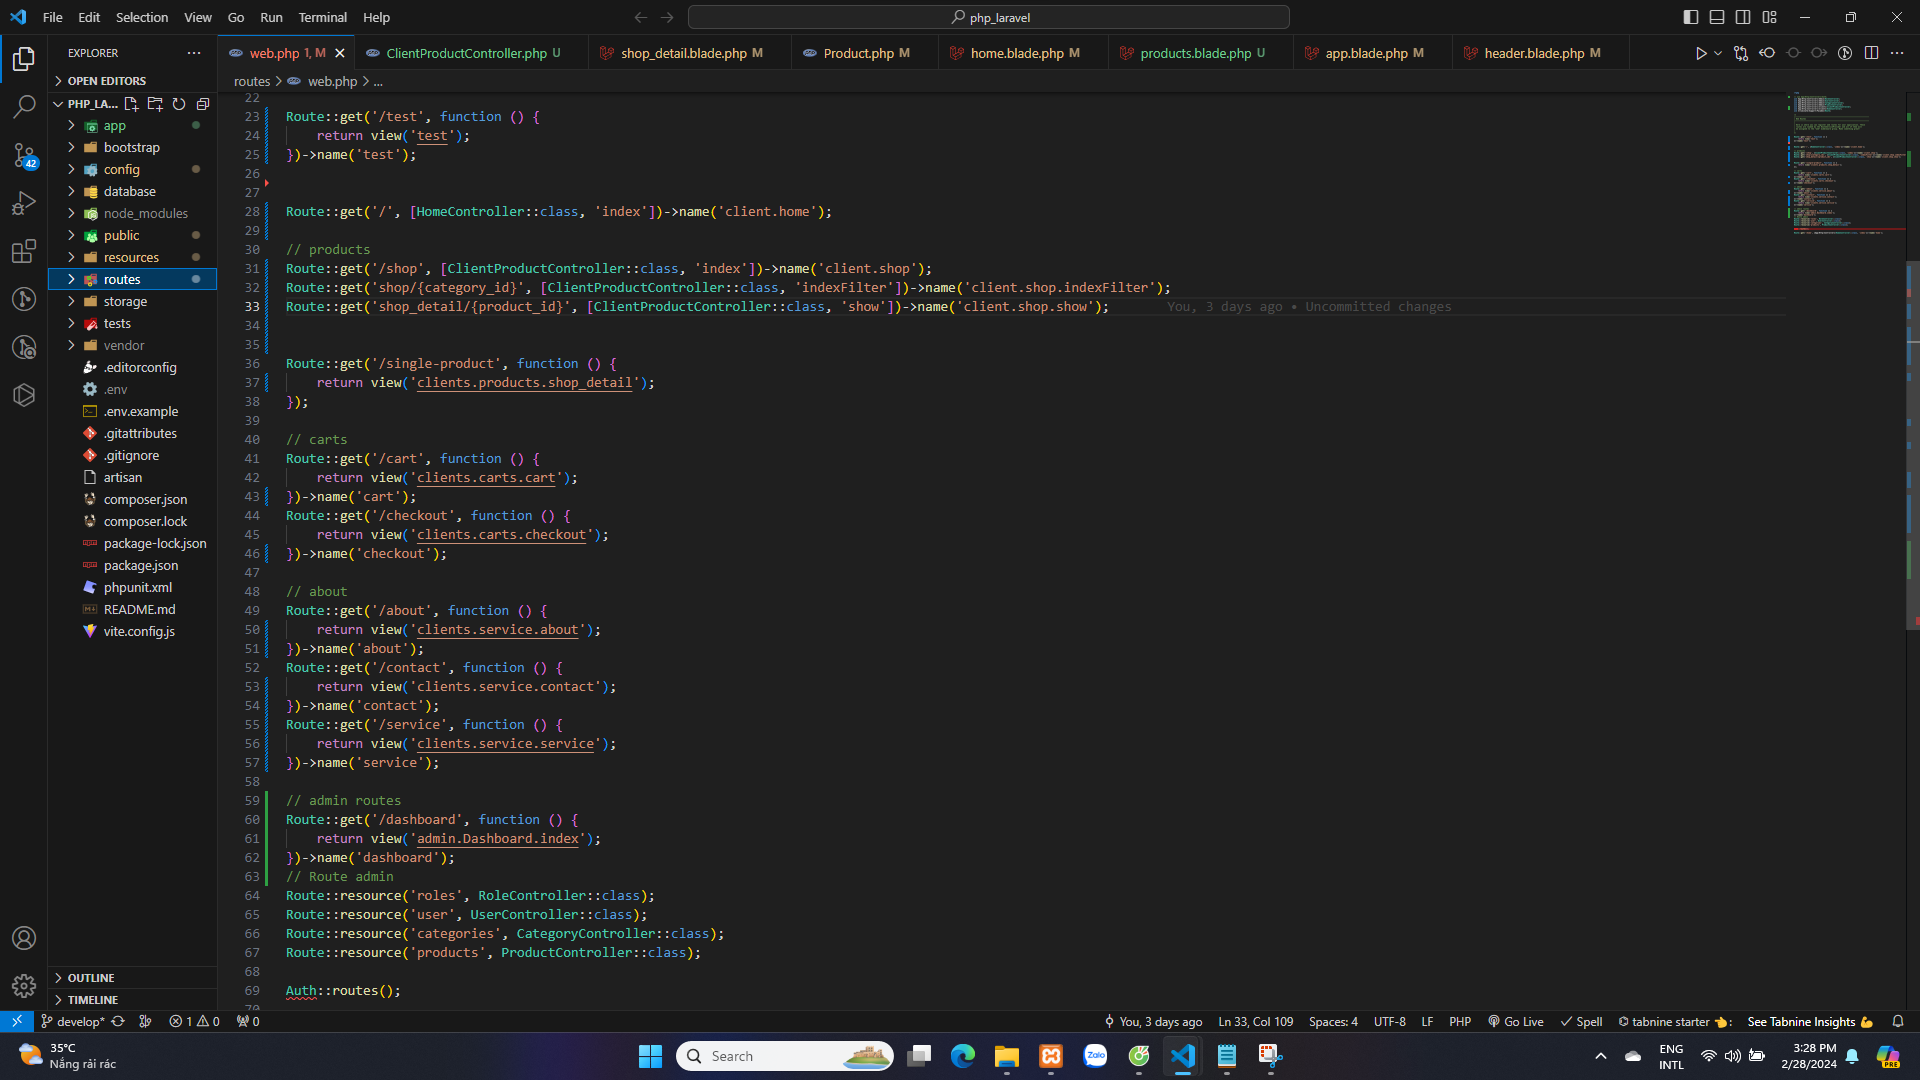 File Edit Selection View Go Run Terminal Help
php_laravel
EXPLORER
OPEN EDITORS
PHP_LA...
app
bootstrap
config
database
node_modules
public
resources
routes
storage
tests
vendor
.editorconfig
.env
.env.example
.gitattributes
.gitignore
artisan
composer.json
composer.lock
package-lock.json
package.json
phpunit.xml
README.md
vite.config.js
OUTLINE
TIMELINE
42
web.php 1, M
ClientProductController.php U
shop_detail.blade.php M
Product.php M
home.blade.php M
products.blade.php U
app.blade.php M
header.blade.php M
routes > web.php > ...
22
23 Route::get('/test', function () {
24 return view('test');
25 })->name('test');
26
27
28 Route::get('/', [HomeController::class, 'index'])->name('client.home');
29
30 // products
31 Route::get('/shop', [ClientProductController::class, 'index'])->name('client.shop');
32 Route::get('shop/{category_id}', [ClientProductController::class, 'indexFilter'])->name('client.shop.indexFilter');
33 Route::get('shop_detail/{product_id}', [ClientProductController::class, 'show'])->name('client.shop.show'); You, 3 days ago • Uncommitted changes
34
35
36 Route::get('/single-product', function () {
37 return view('clients.products.shop_detail');
38 });
39
40 // carts
41 Route::get('/cart', function () {
42 return view('clients.carts.cart');
43 })->name('cart');
44 Route::get('/checkout', function () {
45 return view('clients.carts.checkout');
46 })->name('checkout');
47
48 // about
49 Route::get('/about', function () {
50 return view('clients.service.about');
51 })->name('about');
52 Route::get('/contact', function () {
53 return view('clients.service.contact');
54 })->name('contact');
55 Route::get('/service', function () {
56 return view('clients.service.service');
57 })->name('service');
58
59 // admin routes
60 Route::get('/dashboard', function () {
61 return view('admin.Dashboard.index');
62 })->name('dashboard');
63 // Route admin
64 Route::resource('roles', RoleController::class);
65 Route::resource('user', UserController::class);
66 Route::resource('categories', CategoryController::class);
67 Route::resource('products', ProductController::class);
68
69 Auth::routes();
70
develop* 1 0 0
You, 3 days ago Ln 33, Col 109 Spaces: 4 UTF-8 LF PHP Go Live Spell tabnine starter See Tabnine Insights
35°C
Nắng rải rác
Search
Zalo
ENG
INTL
3:28 PM
2/28/2024
PRE